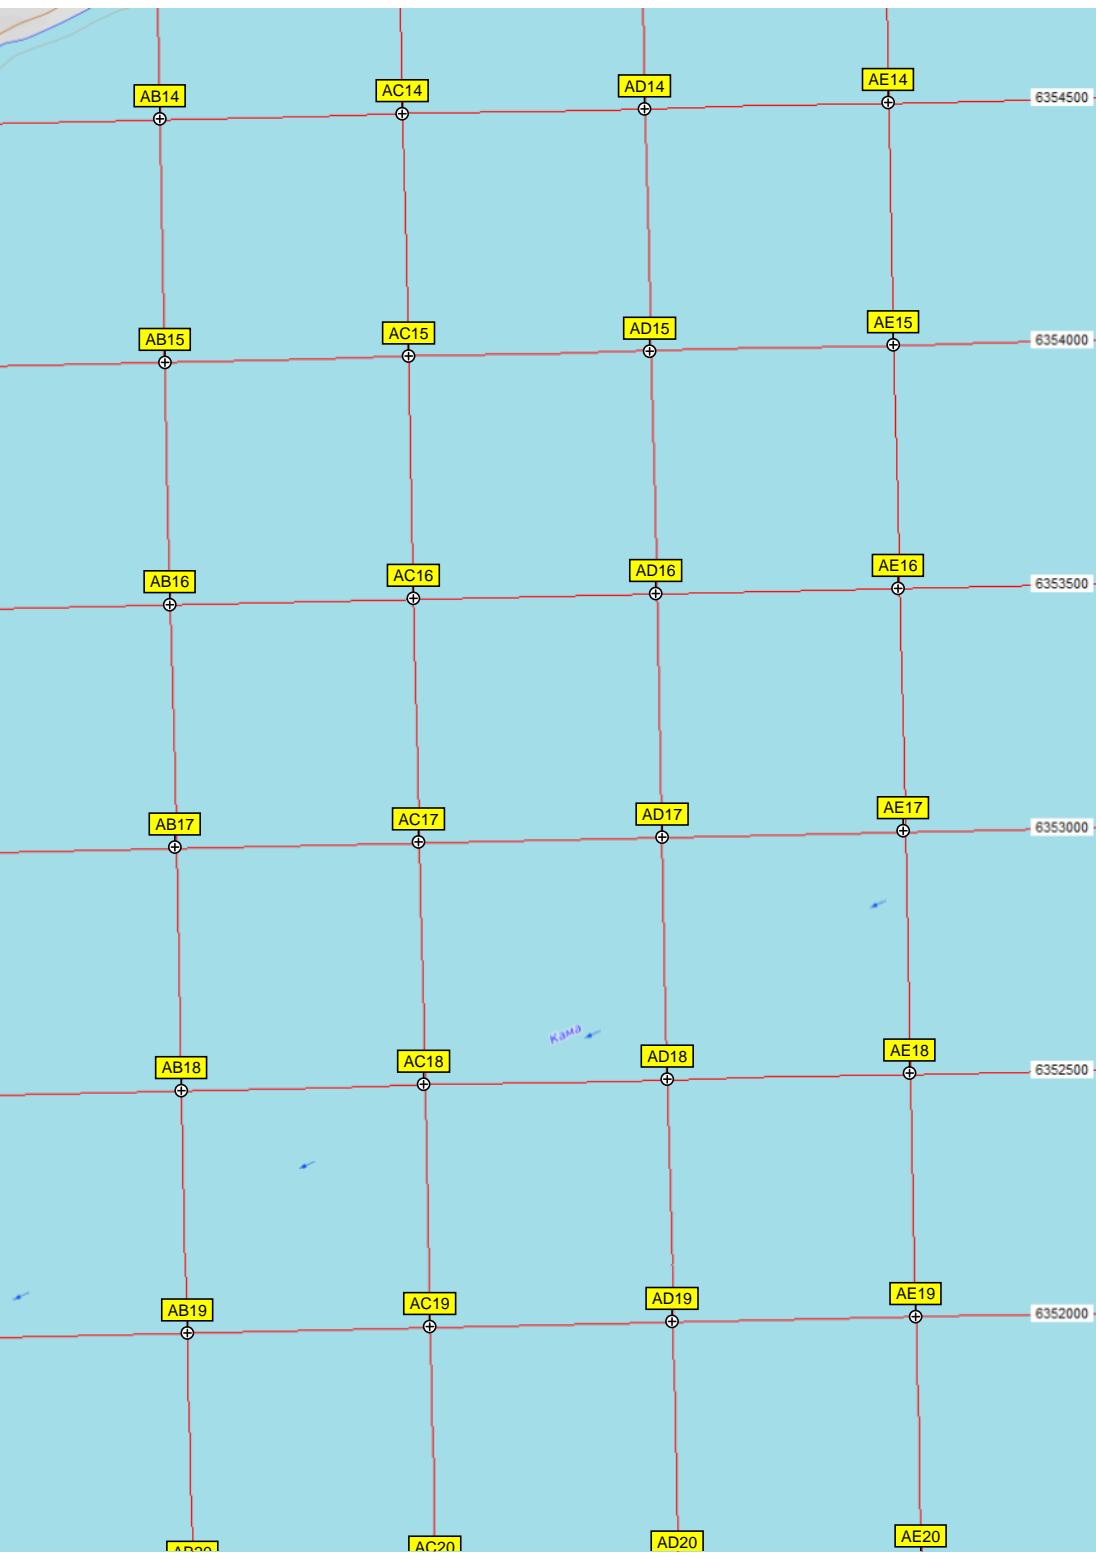 AB14 AC14 AD14 AE14
6354500
AB15 AC15 AD15 AE15
6354000
AB16 AC16 AD16 AE16
6353500
AB17 AC17 AD17 AE17
6353000
Кама
AB18 AC18 AD18 AE18
6352500
AB19 AC19 AD19 AE19
6352000
AC20 AD20 AE20